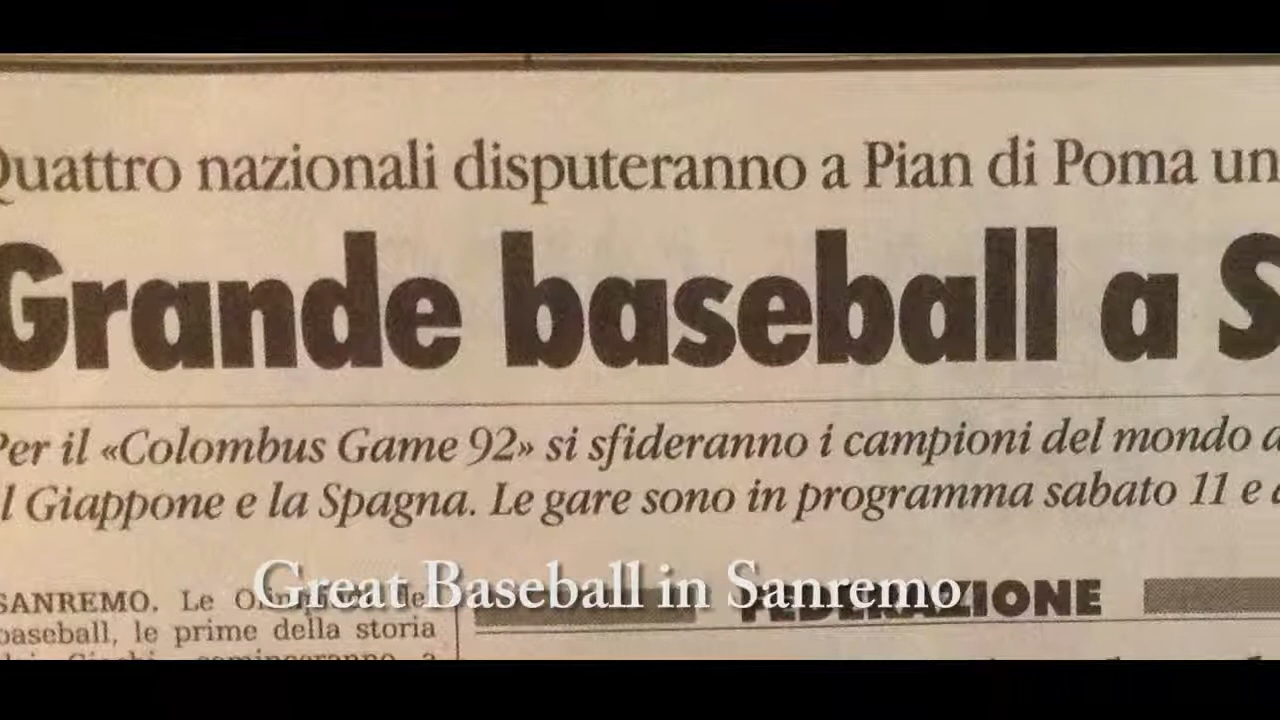 Quattro nazionali disputeranno a Pian di Poma un
Grande baseball a S
Per il «Colombus Game 92» si sfideranno i campioni del mondo
il Giappone e la Spagna. Le gare sono in programma sabato 11 e
SANREMO. Le
baseball, le prime della storia
FEDERAZIONE
Great Baseball in Sanremo